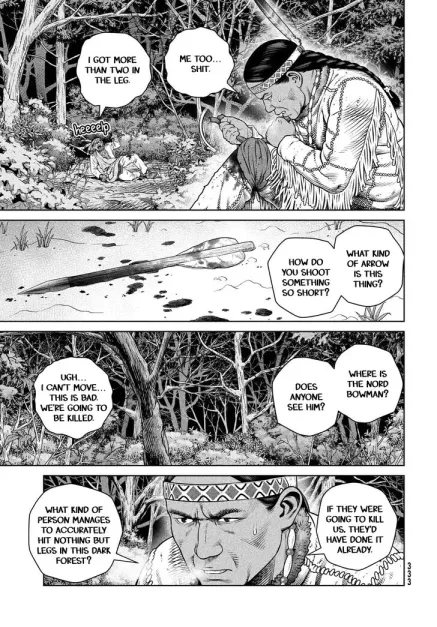 ME TOO...
SHIT.
I GOT MORE
THAN TWO IN
THE LEG.
WHAT KIND
OF ARROW
IS THIS
THING?
HOW DO
YOU SHOOT
SOMETHING
SO SHORT?
WHERE IS
THE NORD
BOWMAN?
DOES
ANYONE
SEE HIM?
UGH...
I CAN'T MOVE...
THIS IS BAD.
WE'RE GOING TO
BE KILLED.
IF THEY WERE
GOING TO KILL
US, THEY'D
HAVE DONE IT
ALREADY.
WHAT KIND OF
PERSON MANAGES
TO ACCURATELY
HIT NOTHING BUT
LEGS IN THIS DARK
FOREST?
333